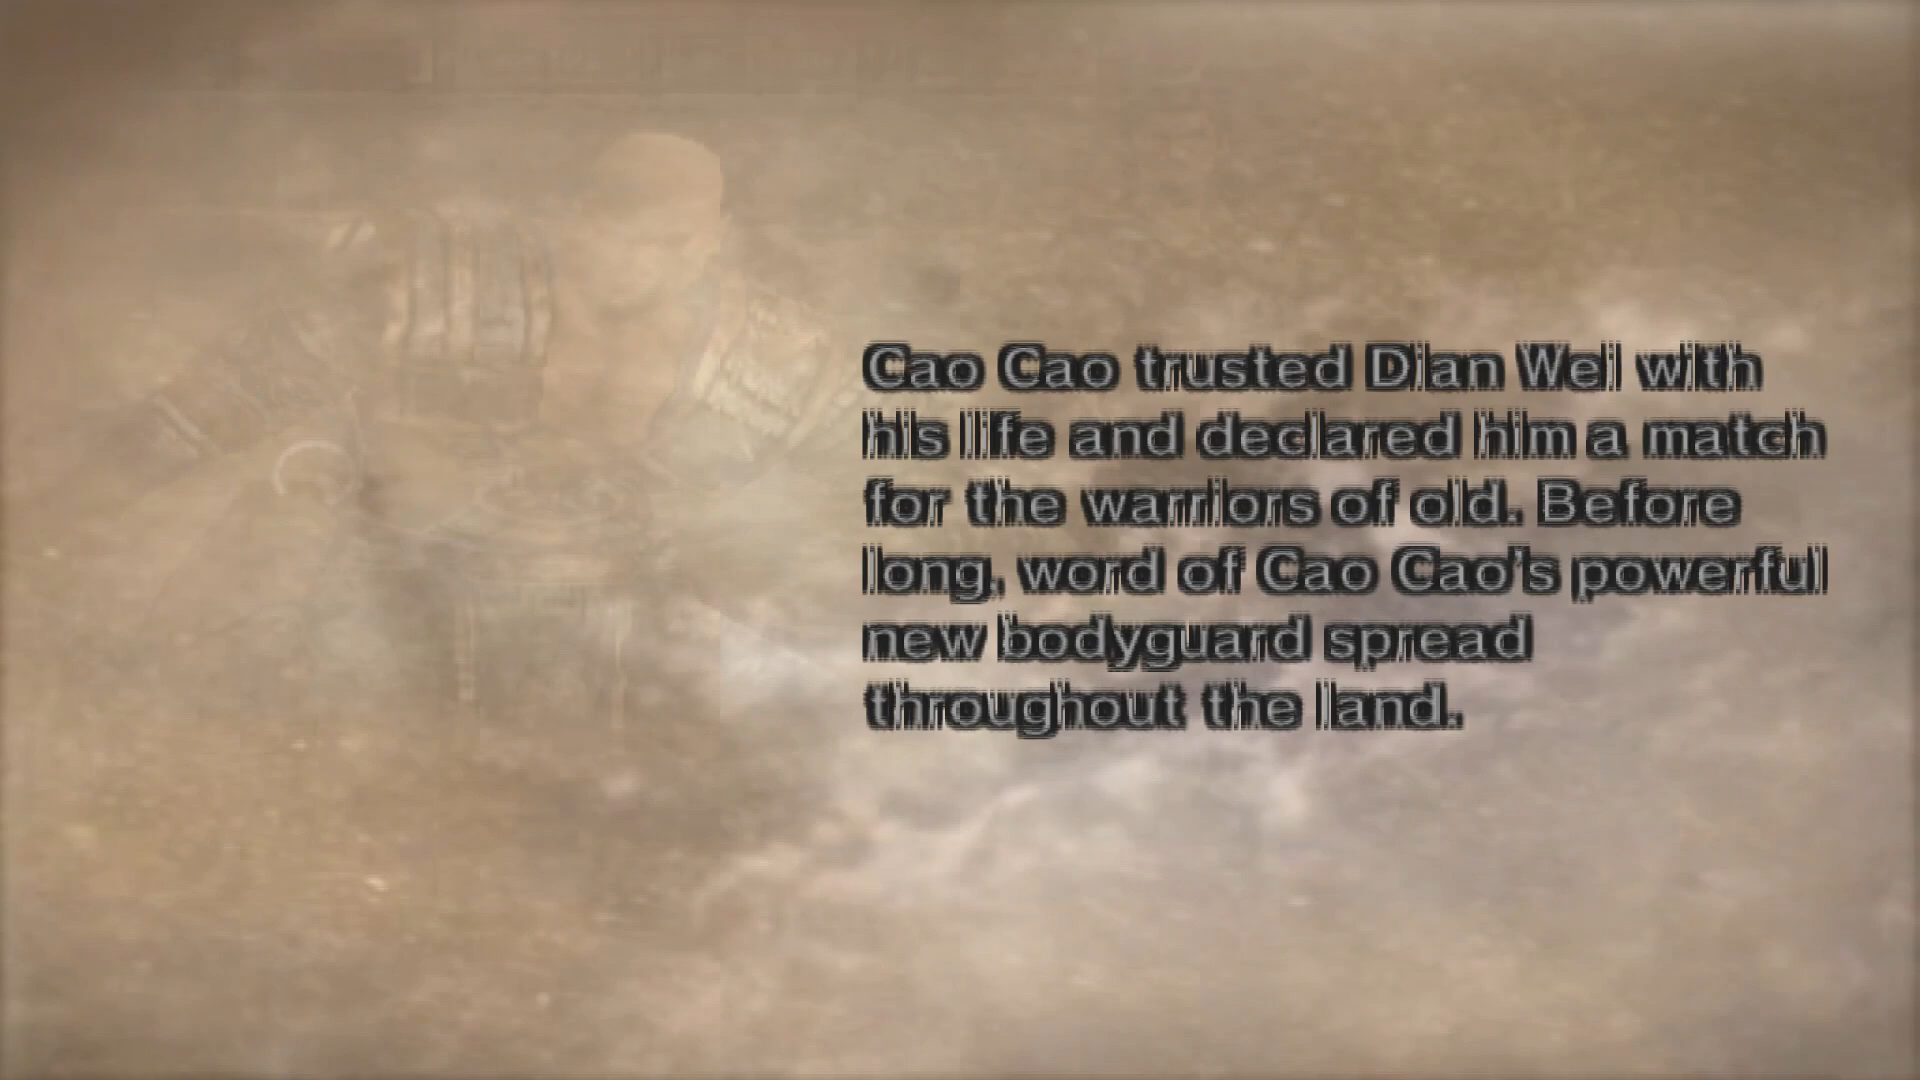 Cao Cao trusted Dian Wei with
his life and declared him a match
for the warriors of old. Before
long, word of Cao Cao's powerful
new bodyguard spread
throughout the land.